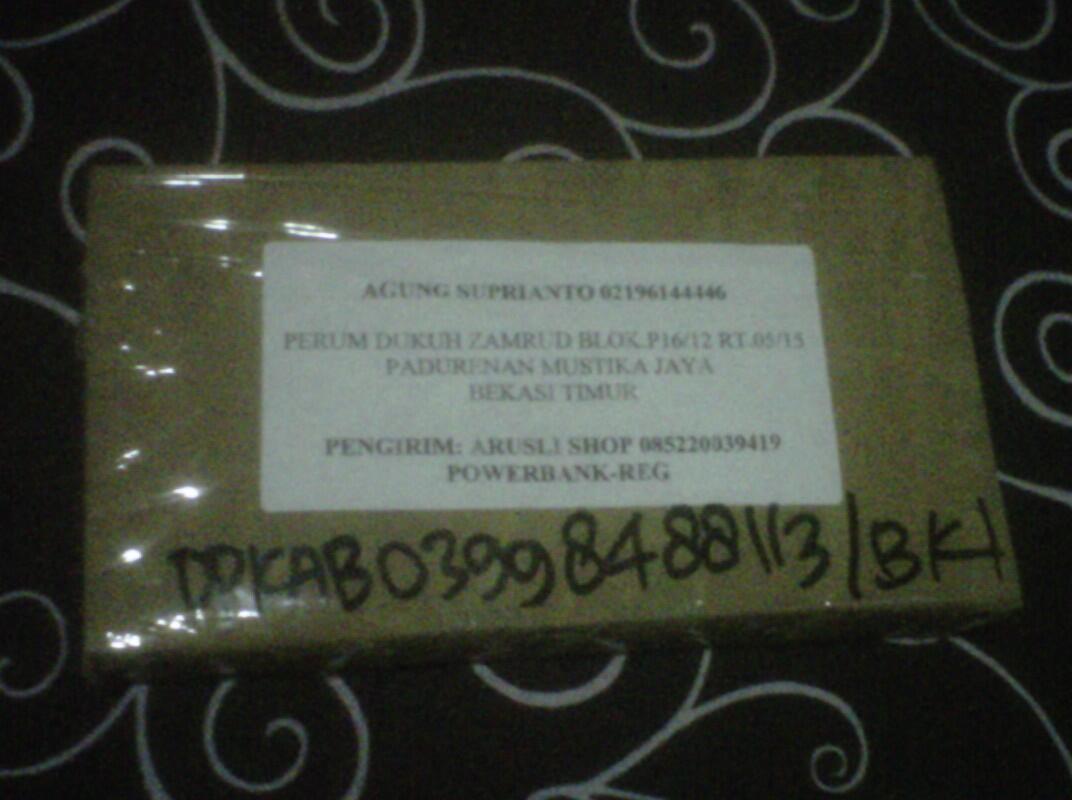 AGUNG SUPRIANTO 02196144446
PERUM DUKUH ZAMRUD BLOK.P16/12 RT.05/15
PADURENAN MUSTIKA JAYA
BEKASI TIMUR
PENGIRIM: ARUSLI SHOP 085220039419
POWERBANK-REG
DPKAB03998488113/BKI